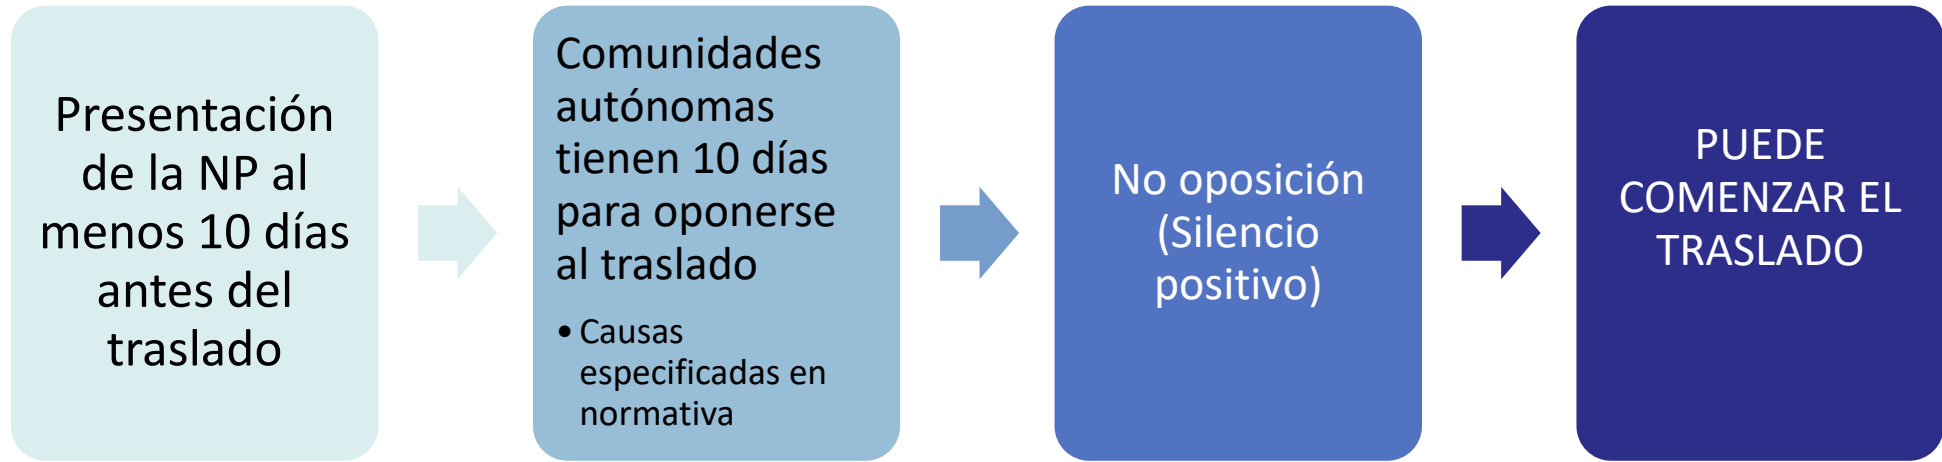 Presentación
de la NP al
menos 10 días
antes del
traslado
Comunidades
autónomas
tienen 10 días
para oponerse
al traslado
• Causas
especificadas en
normativa
No oposición
(Silencio
positivo)
PUEDE
COMENZAR EL
TRASLADO